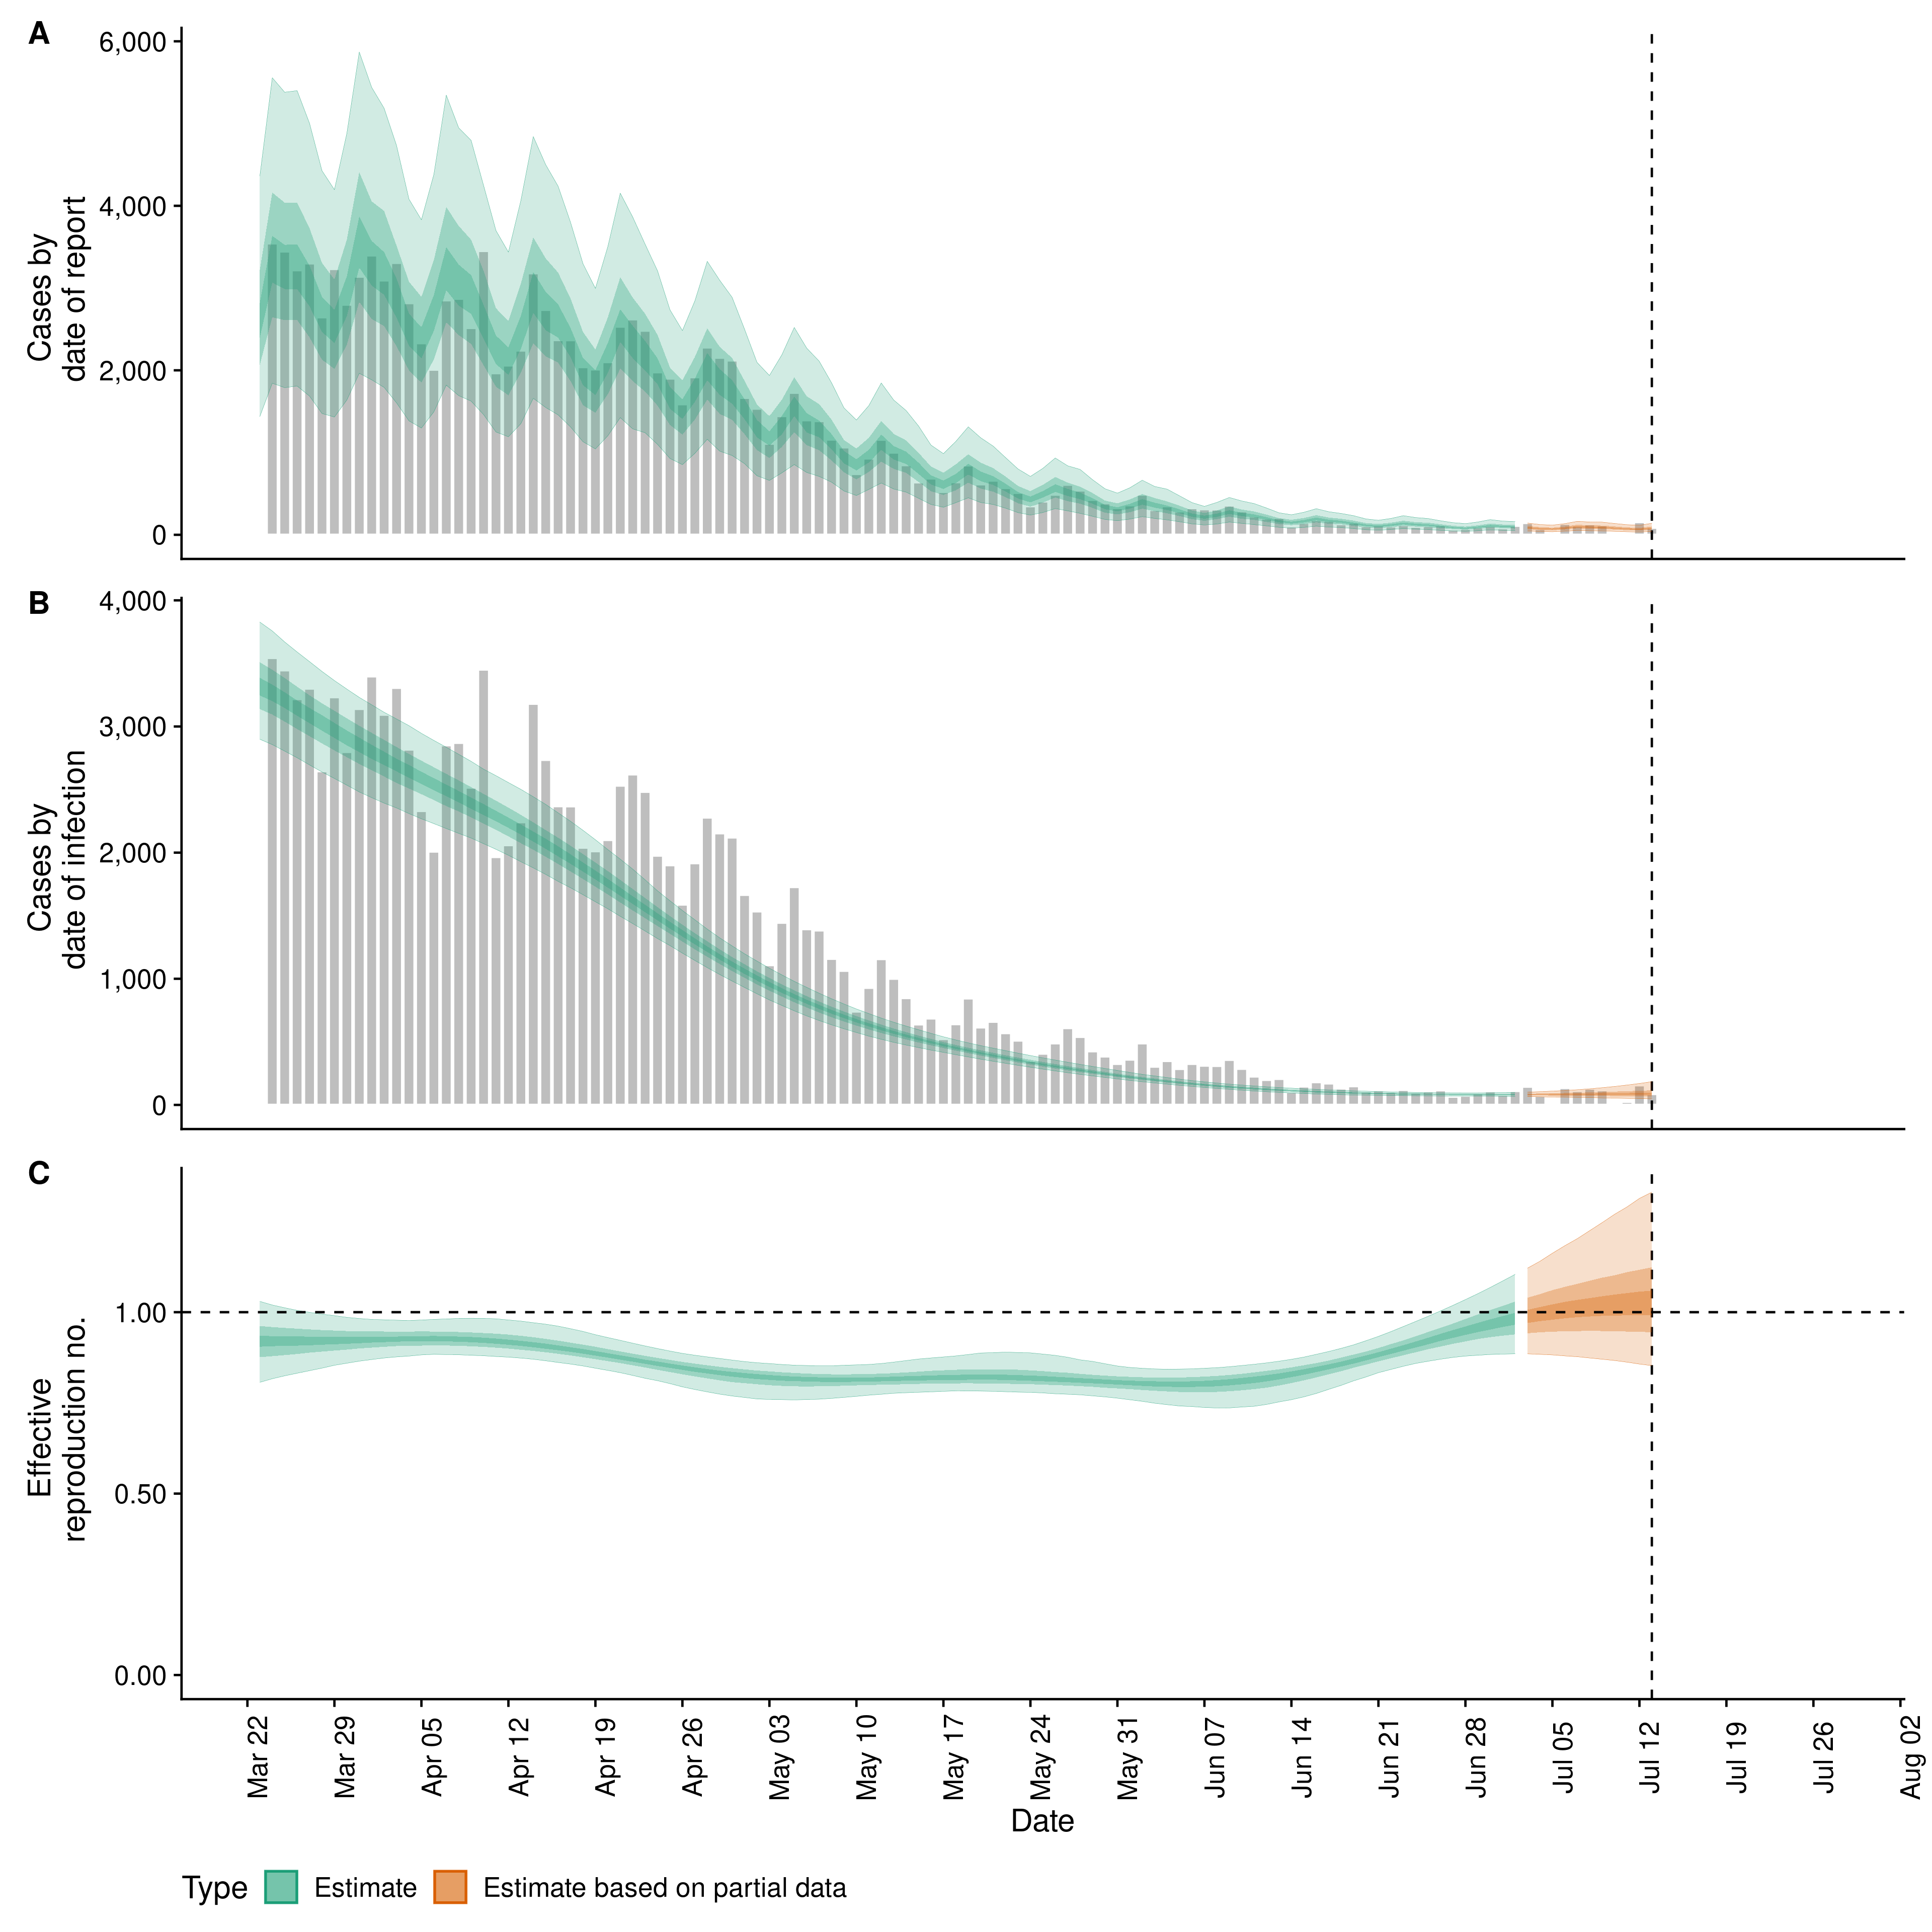 A
Cases by
date of report
6,000
4,000
2,000
0
B
Cases by
date of infection
4,000
3,000
2,000
1,000
0
C
Effective
reproduction no.
1.00
0.50
0.00
Mar 22
Mar 29
Apr 05
Apr 12
Apr 19
Apr 26
May 03
May 10
May 17
May 24
May 31
Jun 07
Jun 14
Jun 21
Jun 28
Jul 05
Jul 12
Jul 19
Jul 26
Aug 02
Date
Type Estimate Estimate based on partial data